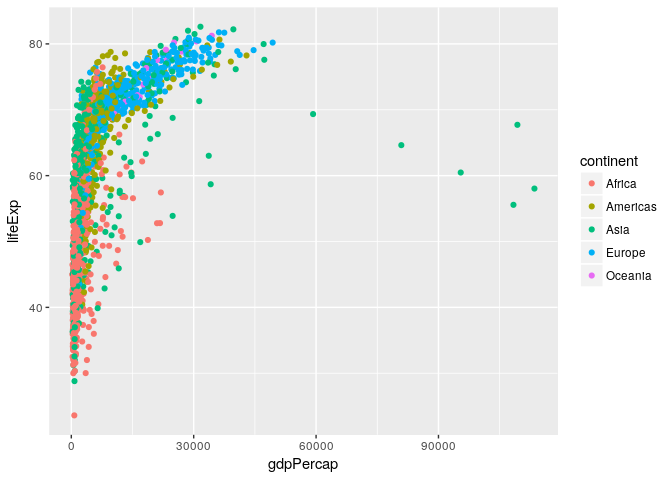 80
60
40
lifeExp
0 30000 60000 90000
gdpPercap
continent
Africa
Americas
Asia
Europe
Oceania